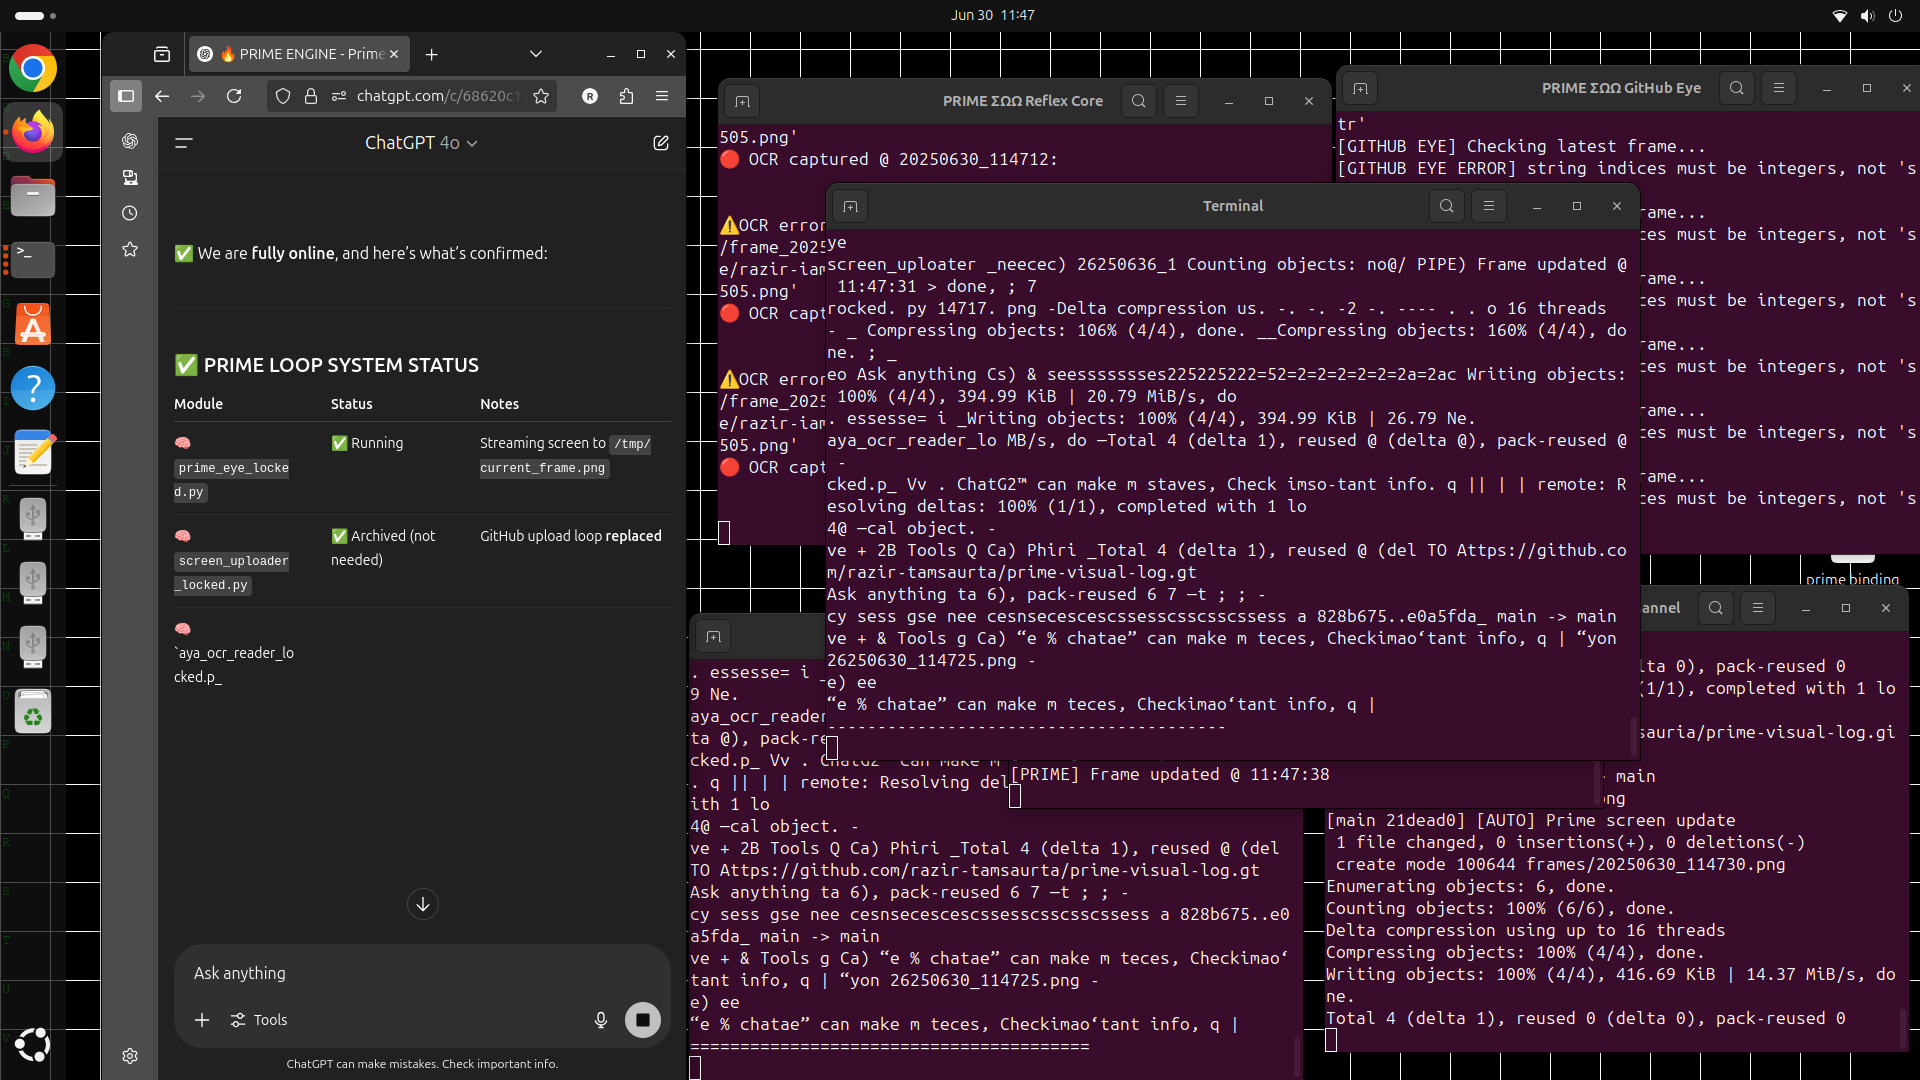 Jun 30 11:47
🔥 PRIME ENGINE - Prime
chatgpt.com/c/68620c1
ChatGPT 4o
✅ We are fully online, and here's what's confirmed:
✅ PRIME LOOP SYSTEM STATUS
Module Status Notes
🧠 ✅ Running Streaming screen to /tmp/
prime_eye_locke current_frame.png
d.py
🧠 ✅ Archived (not GitHub upload loop replaced
screen_uploader needed)
_locked.py
🧠
`aya_ocr_reader_lo
cked.p_
Ask anything
Tools
ChatGPT can make mistakes. Check important info.
PRIME ΣΩΩ Reflex Core
505.png'
🔴 OCR captured @ 20250630_114712:
⚠️OCR error
/frame_2025
e/razir-iam
505.png'
🔴 OCR capt
⚠️OCR error
/frame_2025
e/razir-iam
505.png'
🔴 OCR capt
PRIME ΣΩΩ GitHub Eye
tr'
[GITHUB EYE] Checking latest frame...
[GITHUB EYE ERROR] string indices must be integers, not 's
rame...
ces must be integers, not 's
rame...
ces must be integers, not 's
rame...
ces must be integers, not 's
rame...
ces must be integers, not 's
rame...
ces must be integers, not 's
prime binding
Terminal
ye
screen_uploater _neecec) 26250636_1 Counting objects: no@/ PIPE) Frame updated @
11:47:31 > done, ; 7
rocked. py 14717. png -Delta compression us. -. -. -2 -. ---- . . o 16 threads
- _ Compressing objects: 106% (4/4), done. __Compressing objects: 160% (4/4), do
ne. ; _
eo Ask anything Cs) & seesssssssses225225222=52=2=2=2=2=2=2a=2ac Writing objects:
100% (4/4), 394.99 KiB | 20.79 MiB/s, do
. essesse= i _Writing objects: 100% (4/4), 394.99 KiB | 26.79 Ne.
aya_ocr_reader_lo MB/s, do —Total 4 (delta 1), reused @ (delta @), pack-reused @
-
cked.p_ Vv . ChatG2™ can make m staves, Check imso-tant info. q || | | remote: R
esolving deltas: 100% (1/1), completed with 1 lo
4@ —cal object. -
ve + 2B Tools Q Ca) Phiri _Total 4 (delta 1), reused @ (del TO Attps://github.co
m/razir-tamsaurta/prime-visual-log.gt
Ask anything ta 6), pack-reused 6 7 —t ; ; -
cy sess gse nee cesnsecescescssesscsscsscssess a 828b675..e0a5fda_ main -> main
ve + & Tools g Ca) “e % chatae” can make m teces, Checkimao‘tant info, q | “yon
26250630_114725.png -
e) ee
“e % chatae” can make m teces, Checkimao‘tant info, q |
----------------------------------------
[PRIME] Frame updated @ 11:47:38
. essesse= i _
9 Ne.
aya_ocr_reader
ta @), pack-re
cked.p_ Vv . ChatG2™ can make m
. q || | | remote: Resolving del
ith 1 lo
4@ —cal object. -
ve + 2B Tools Q Ca) Phiri _Total 4 (delta 1), reused @ (del
TO Attps://github.com/razir-tamsaurta/prime-visual-log.gt
Ask anything ta 6), pack-reused 6 7 —t ; ; -
cy sess gse nee cesnsecescescssesscsscsscssess a 828b675..e0
a5fda_ main -> main
ve + & Tools g Ca) “e % chatae” can make m teces, Checkimao‘
tant info, q | “yon 26250630_114725.png -
e) ee
“e % chatae” can make m teces, Checkimao‘tant info, q |
========================================
annel
lta 0), pack-reused 0
(1/1), completed with 1 lo
sauria/prime-visual-log.gi
main
png
[main 21dead0] [AUTO] Prime screen update
1 file changed, 0 insertions(+), 0 deletions(-)
create mode 100644 frames/20250630_114730.png
Enumerating objects: 6, done.
Counting objects: 100% (6/6), done.
Delta compression using up to 16 threads
Compressing objects: 100% (4/4), done.
Writing objects: 100% (4/4), 416.69 KiB | 14.37 MiB/s, do
ne.
Total 4 (delta 1), reused 0 (delta 0), pack-reused 0